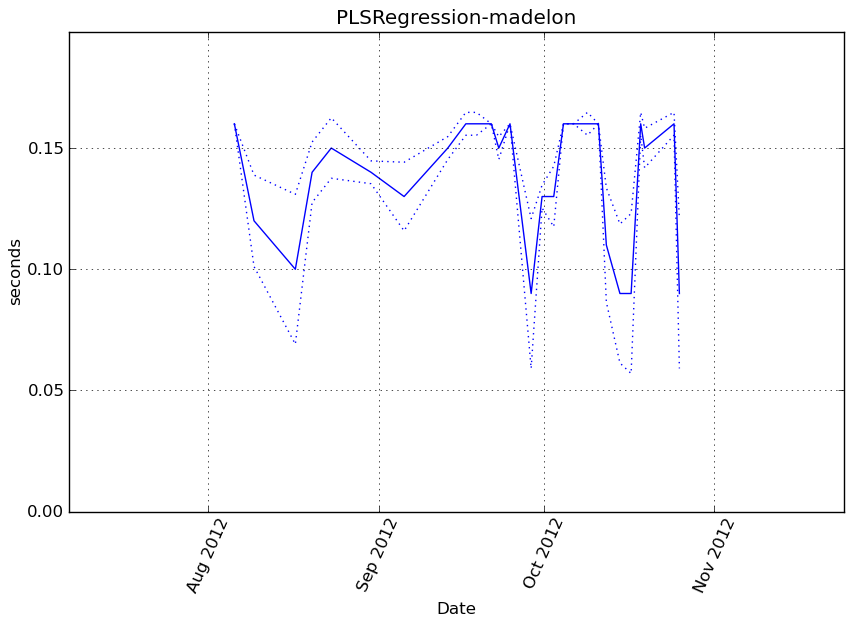 PLSRegression-madelon
seconds
0.15
0.10
0.05
0.00
Aug 2012
Sep 2012
Oct 2012
Nov 2012
Date